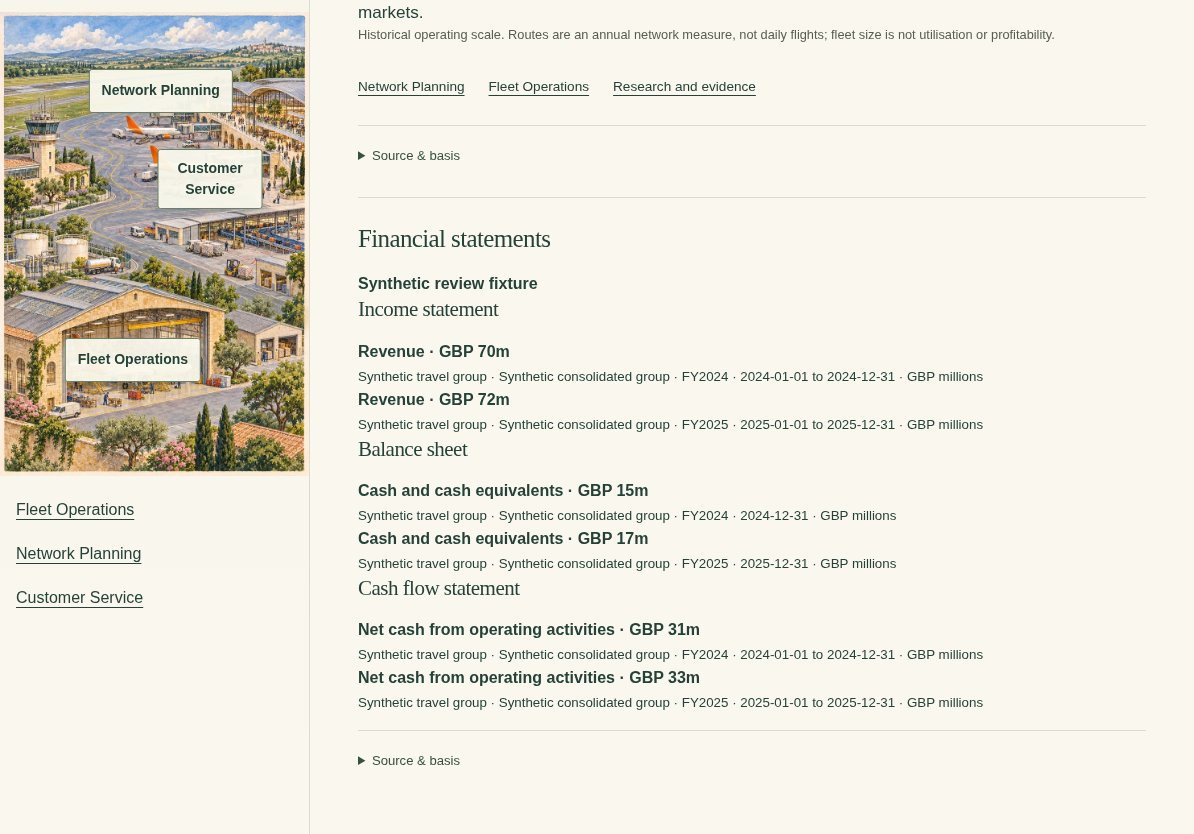 Network Planning
Customer
Service
Fleet Operations
Fleet Operations
Network Planning
Customer Service
markets.
Historical operating scale. Routes are an annual network measure, not daily flights; fleet size is not utilisation or profitability.
Network Planning Fleet Operations Research and evidence
Source & basis
Financial statements
Synthetic review fixture
Income statement
Revenue · GBP 70m
Synthetic travel group · Synthetic consolidated group · FY2024 · 2024-01-01 to 2024-12-31 · GBP millions
Revenue · GBP 72m
Synthetic travel group · Synthetic consolidated group · FY2025 · 2025-01-01 to 2025-12-31 · GBP millions
Balance sheet
Cash and cash equivalents · GBP 15m
Synthetic travel group · Synthetic consolidated group · FY2024 · 2024-12-31 · GBP millions
Cash and cash equivalents · GBP 17m
Synthetic travel group · Synthetic consolidated group · FY2025 · 2025-12-31 · GBP millions
Cash flow statement
Net cash from operating activities · GBP 31m
Synthetic travel group · Synthetic consolidated group · FY2024 · 2024-01-01 to 2024-12-31 · GBP millions
Net cash from operating activities · GBP 33m
Synthetic travel group · Synthetic consolidated group · FY2025 · 2025-01-01 to 2025-12-31 · GBP millions
Source & basis